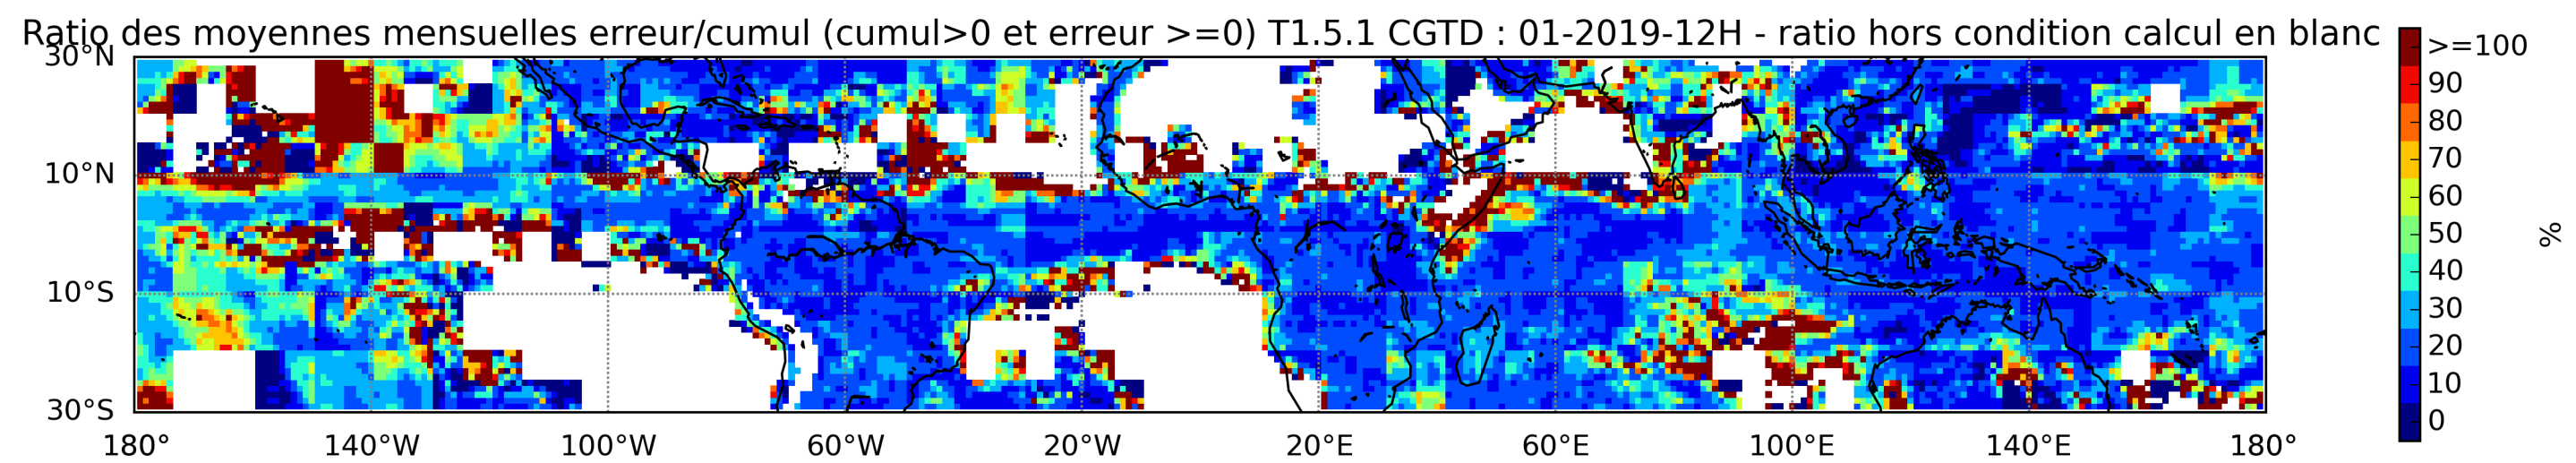 Ratio des moyennes mensuelles erreur/cumul (cumul>0 et erreur >=0) T1.5.1 CGTD : 01-2019-12H - ratio hors condition calcul en blanc
30°N
10°N
10°S
30°S
180° 140°W 100°W 60°W 20°W 20°E 60°E 100°E 140°E 180°
>=100
90
80
70
60
50
40
30
20
10
0
%